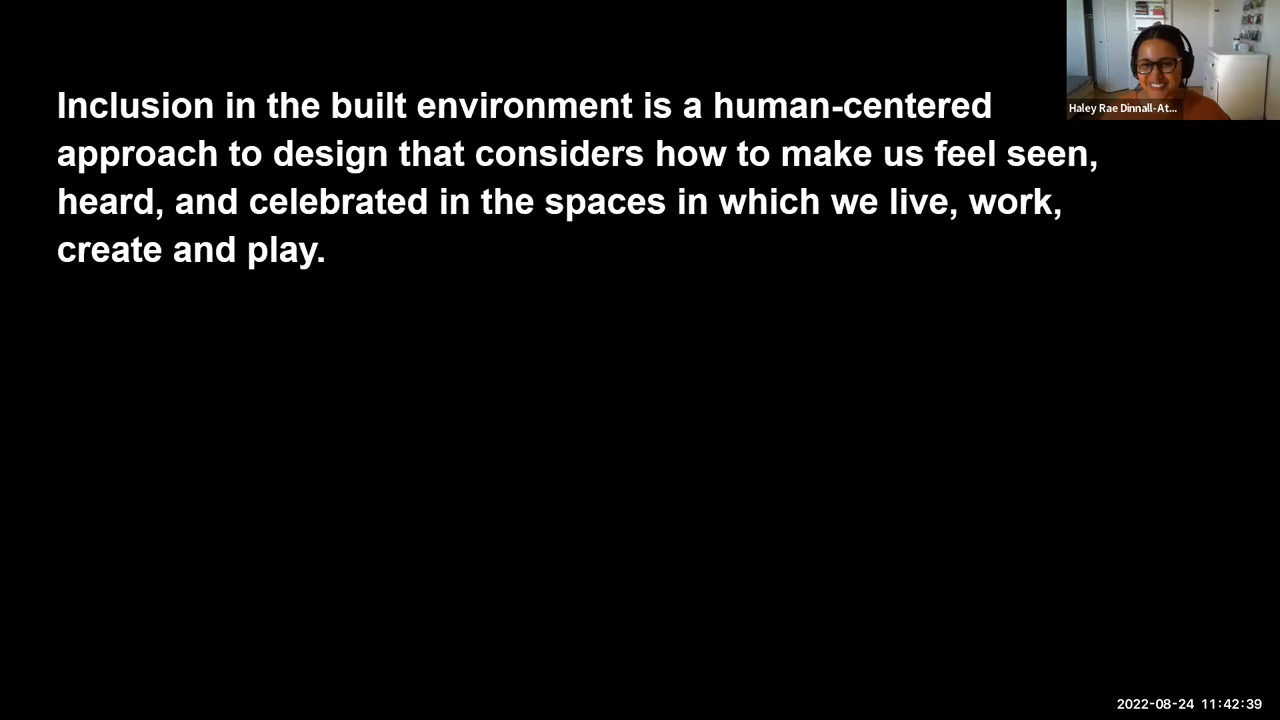 Inclusion in the built environment is a human-centered
approach to design that considers how to make us feel seen,
heard, and celebrated in the spaces in which we live, work,
create and play.
Haley Rae Dinnall-At...
2022-08-24 11:42:39